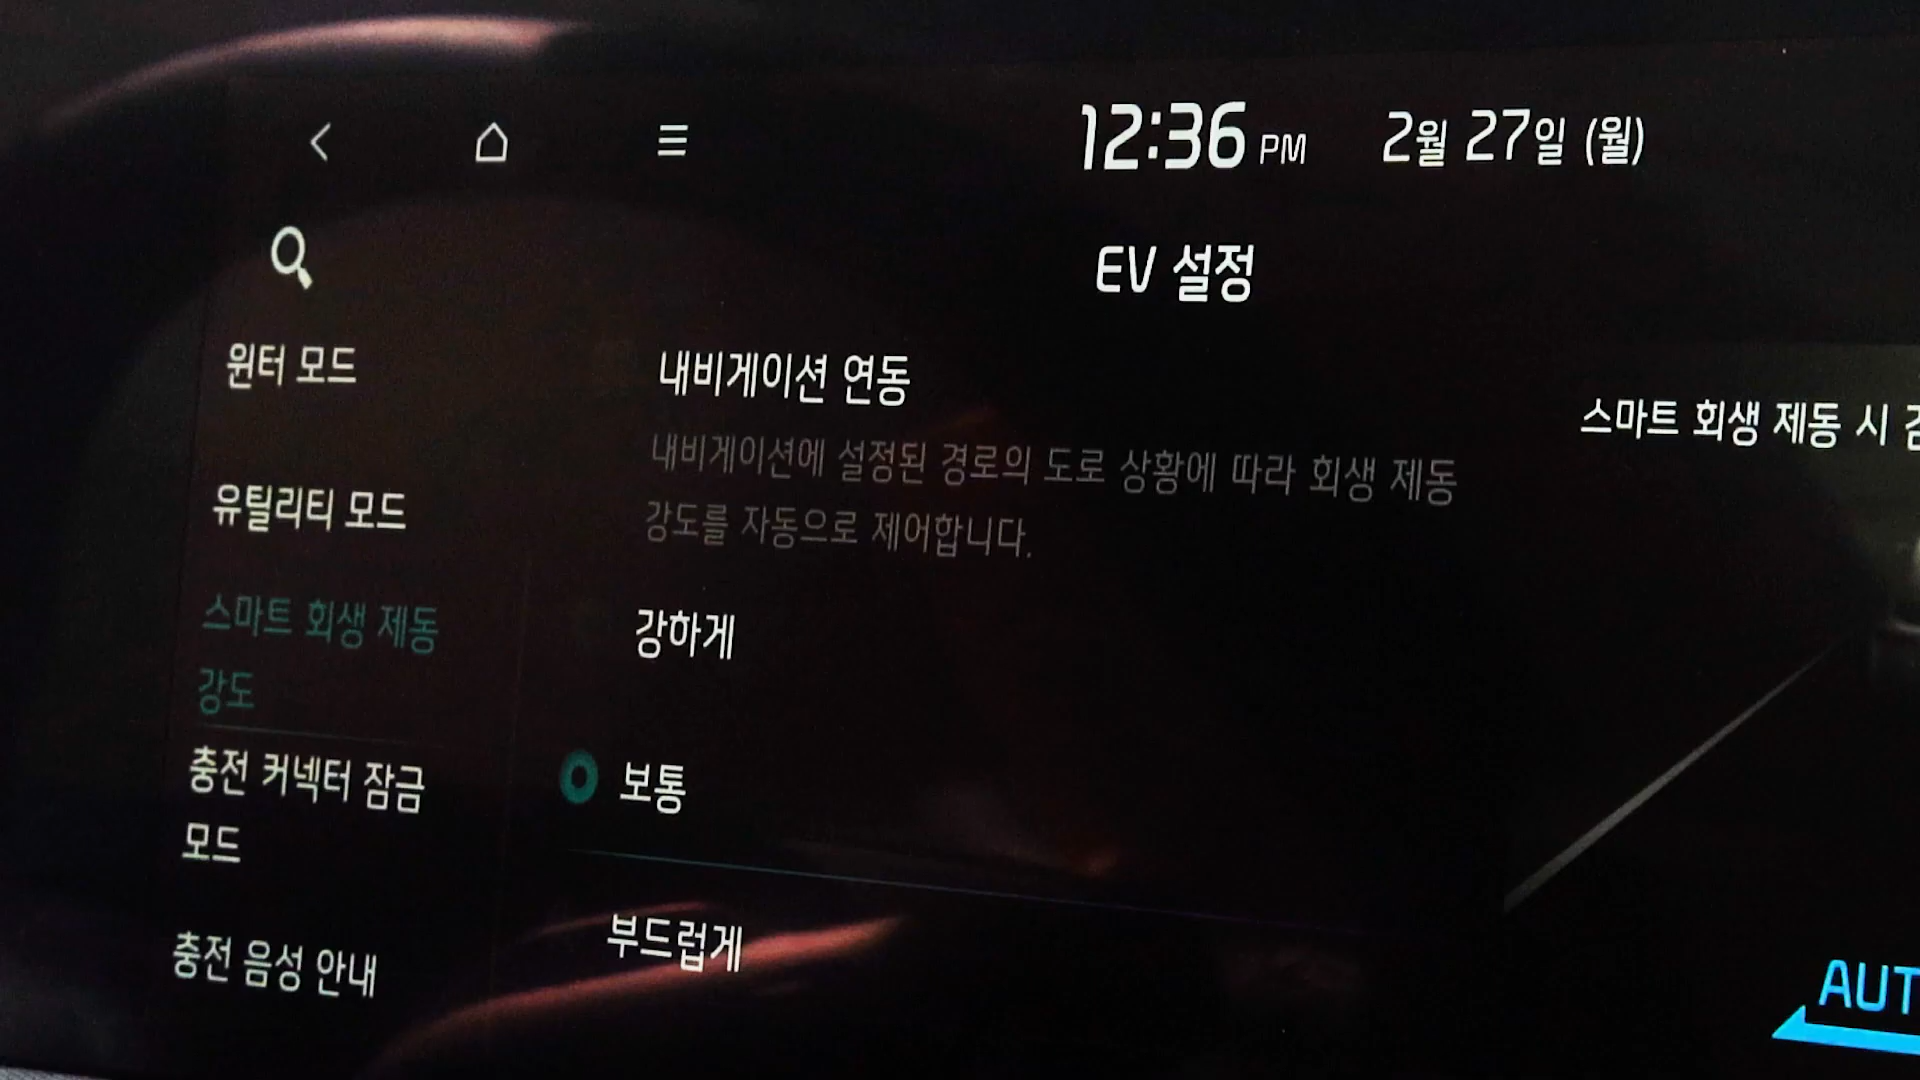 12:36 PM 2월 27일 (월)
EV 설정
윈터 모드
유틸리티 모드
스마트 회생 제동
강도
충전 커넥터 잠금
모드
충전 음성 안내
내비게이션 연동
내비게이션에 설정된 경로의 도로 상황에 따라 회생 제동
강도를 자동으로 제어합니다.
강하게
보통
부드럽게
스마트 회생 제동 시
AUT